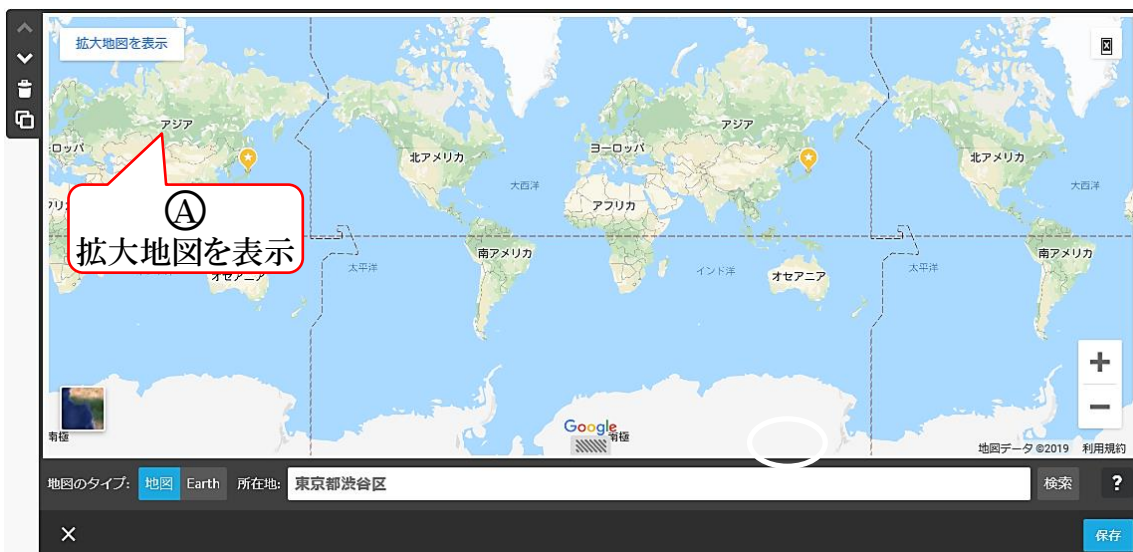 拡大地図を表示
アジア
アジア
ヨーロッパ
北アメリカ
ヨーロッパ
北アメリカ
大西洋
大西洋
アフリカ
Ⓐ
拡大地図を表示
南アメリカ
南アメリカ
太平洋
オセアニア
インド洋
オセアニア
太平洋
Google
南極
南極
地図データ ©2019 利用規約
地図のタイプ: 地図 Earth 所在地: 東京都渋谷区 検索 ?
保存